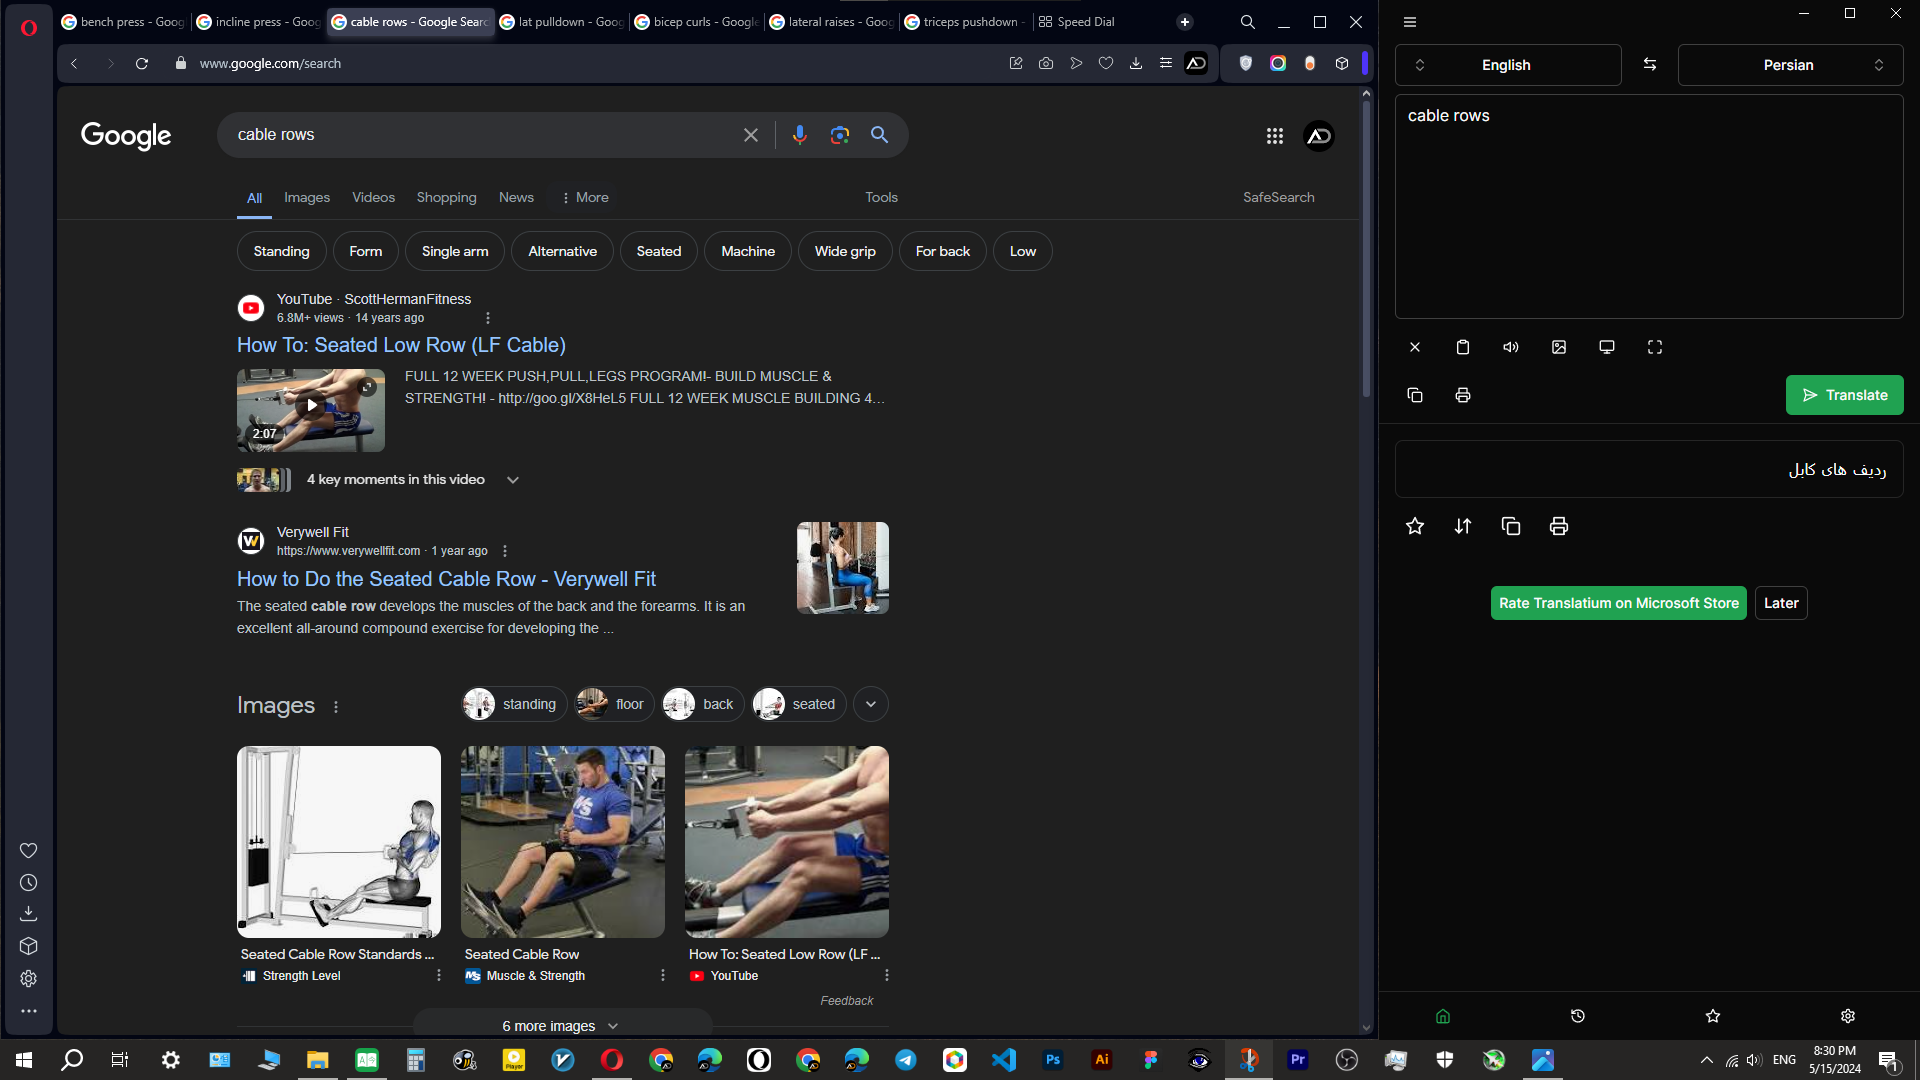 bench press - Goog
incline press - Goog
cable rows - Google Searc
lat pulldown - Goog
bicep curls - Google
lateral raises - Goog
triceps pushdown -
Speed Dial
www.google.com/search
Google
cable rows
All
Images
Videos
Shopping
News
More
Tools
SafeSearch
Standing
Form
Single arm
Alternative
Seated
Machine
Wide grip
For back
Low
YouTube · ScottHermanFitness
6.8M+ views · 14 years ago
How To: Seated Low Row (LF Cable)
FULL 12 WEEK PUSH,PULL,LEGS PROGRAM!- BUILD MUSCLE &
STRENGTH! - http://goo.gl/X8HeL5 FULL 12 WEEK MUSCLE BUILDING 4...
2:07
4 key moments in this video
Verywell Fit
https://www.verywellfit.com · 1 year ago
How to Do the Seated Cable Row - Verywell Fit
The seated cable row develops the muscles of the back and the forearms. It is an
excellent all-around compound exercise for developing the ...
Images
standing
floor
back
seated
Seated Cable Row Standards ...
Strength Level
Seated Cable Row
Muscle & Strength
How To: Seated Low Row (LF ...
YouTube
Feedback
6 more images
English
Persian
cable rows
Translate
ردیف های کابل
Rate Translatium on Microsoft Store
Later
ENG
8:30 PM
5/15/2024
1